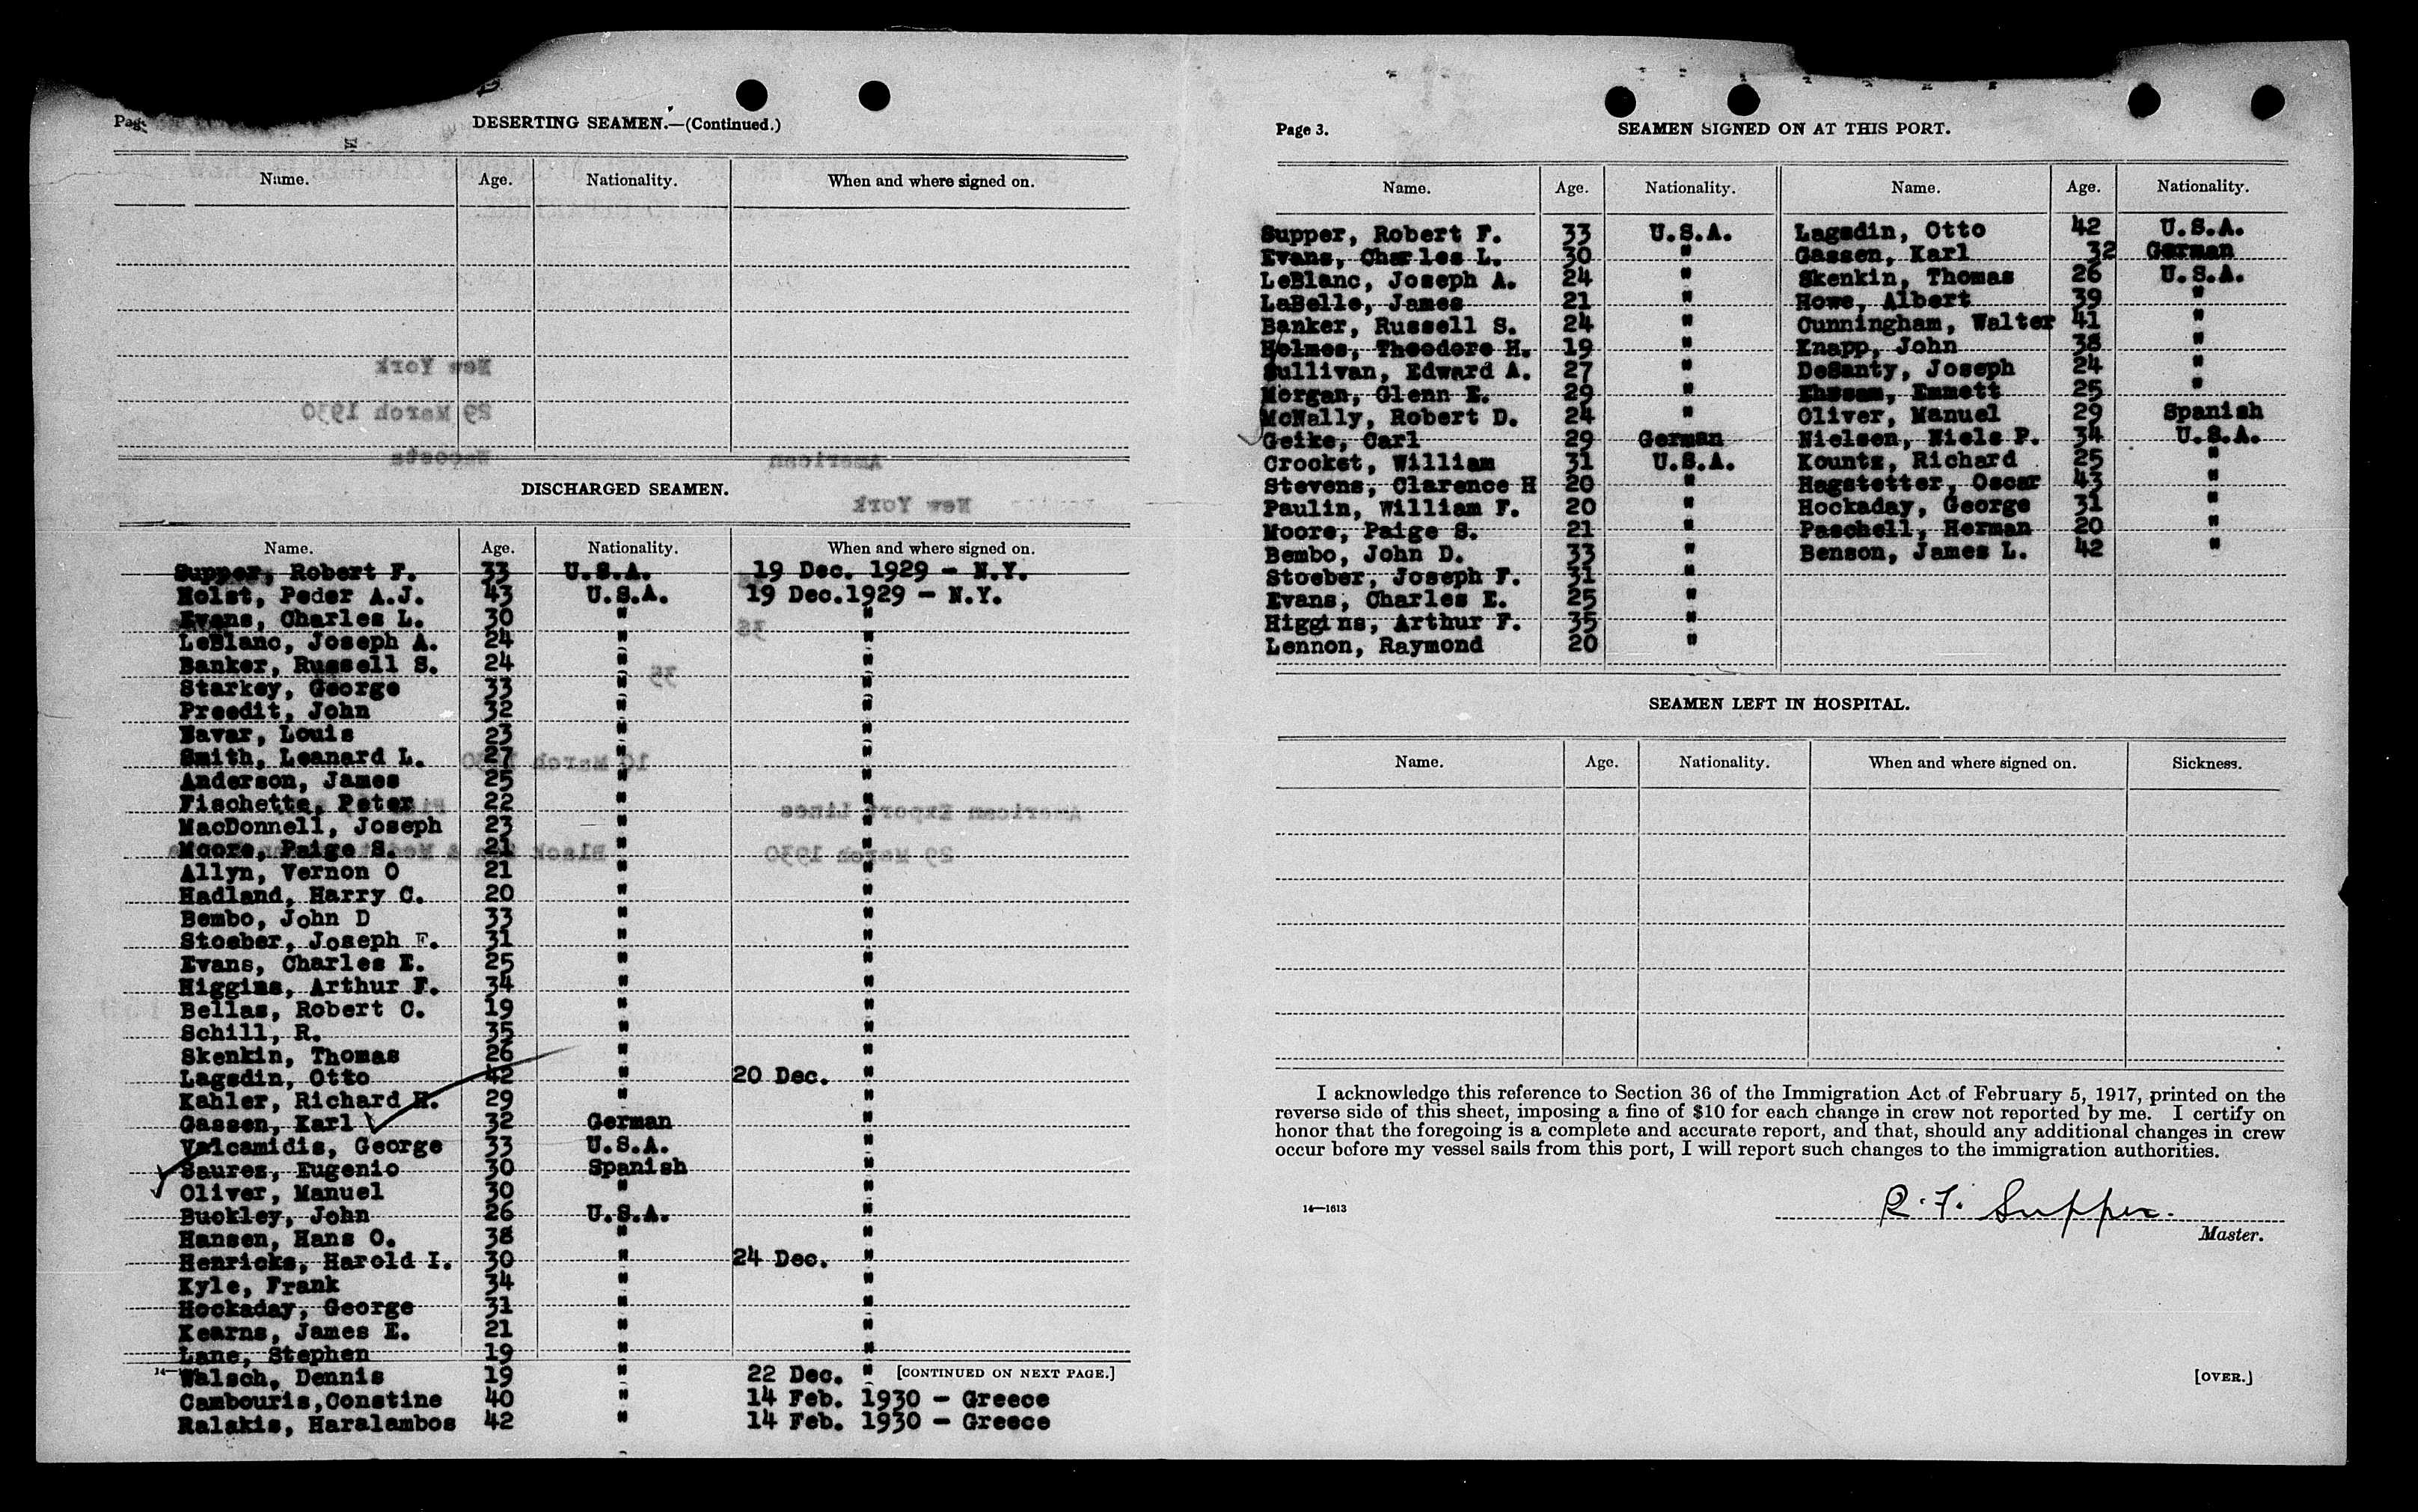 DESERTING SEAMEN.—(Continued.)
Name. Age. Nationality. When and where signed on.
DISCHARGED SEAMEN.
Name. Age. Nationality. When and where signed on.
Supper, Robert F. 33 U.S.A. 19 Dec. 1929 - N.Y.
Holst, Peder A.J. 43 U.S.A. 19 Dec.1929 - N.Y.
Evans, Charles L. 30 " "
LeBlanc, Joseph A. 24 " "
Banker, Russell S. 24 " "
Starkey, George 33 " "
Preedit, John 32 " "
Navar, Louis 23 " "
Smith, Leanard L. 27 " "
Anderson, James 25 " "
Fischette, Peter 22 " "
MacDonnell, Joseph 23 " "
Moore, Paige S. 21 " "
Allyn, Vernon O 21 " "
Hadland, Harry C. 20 " "
Bembo, John D 33 " "
Stoeber, Joseph F. 31 " "
Evans, Charles E. 25 " "
Higgins, Arthur F. 34 " "
Bellas, Robert C. 19 " "
Schill, R. 35 " "
Skenkin, Thomas 26 " "
Lagsdin, Otto 42 " 20 Dec. "
Kahler, Richard H. 29 " "
Gassen, Karl 32 German "
Valcamidis, George 33 U.S.A. "
Saurez, Eugenio 30 Spanish "
Oliver, Manuel 30 " "
Buckley, John 26 U.S.A. "
Hansen, Hans O. 38 " "
Henricks, Harold I. 30 " 24 Dec. "
Kyle, Frank 34 " "
Hockaday, George 31 " "
Kearns, James E. 21 " "
Lane, Stephen 19 " "
Walsch, Dennis 19 " 22 Dec. " [CONTINUED ON NEXT PAGE.]
Cambouris,Constine 40 " 14 Feb. 1930 - Greece
Ralakis, Haralambos 42 " 14 Feb. 1930 - Greece
Page 3. SEAMEN SIGNED ON AT THIS PORT.
Name. Age. Nationality. Name. Age. Nationality.
Supper, Robert F. 33 U.S.A. Lagsdin, Otto 42 U.S.A.
Evans, Charles L. 30 " Gassen, Karl 32 German
LeBlanc, Joseph A. 24 " Skenkin, Thomas 26 U.S.A.
LaBelle, James 21 " Howe, Albert 39 "
Banker, Russell S. 24 " Cunningham, Walter 41 "
Holmes, Theodore H. 19 " Knapp, John 38 "
Sullivan, Edward A. 27 " DeSanty, Joseph 24 "
Morgan, Glenn E. 29 " Emmett 25 "
McNally, Robert D. 24 " Oliver, Manuel 29 Spanish
Geike, Carl 29 German Nielsen, Niels P. 34 U.S.A.
Crocket, William 31 U.S.A. Kountz, Richard 25 "
Stevens, Clarence H 20 " Hagstetter, Oscar 43 "
Paulin, William F. 20 " Hockaday, George 31 "
Moore, Paige S. 21 " Paschell, Herman 20 "
Bembo, John D. 33 " Benson, James L. 42 "
Stoeber, Joseph F. 31 "
Evans, Charles E. 25 "
Higgins, Arthur F. 35 "
Lennon, Raymond 20 "
SEAMEN LEFT IN HOSPITAL.
Name. Age. Nationality. When and where signed on. Sickness.
I acknowledge this reference to Section 36 of the Immigration Act of February 5, 1917, printed on the
reverse side of this sheet, imposing a fine of $10 for each change in crew not reported by me. I certify on
honor that the foregoing is a complete and accurate report, and that, should any additional changes in crew
occur before my vessel sails from this port, I will report such changes to the immigration authorities.
14—1613
R. F. Supper.
Master.
[OVER.]